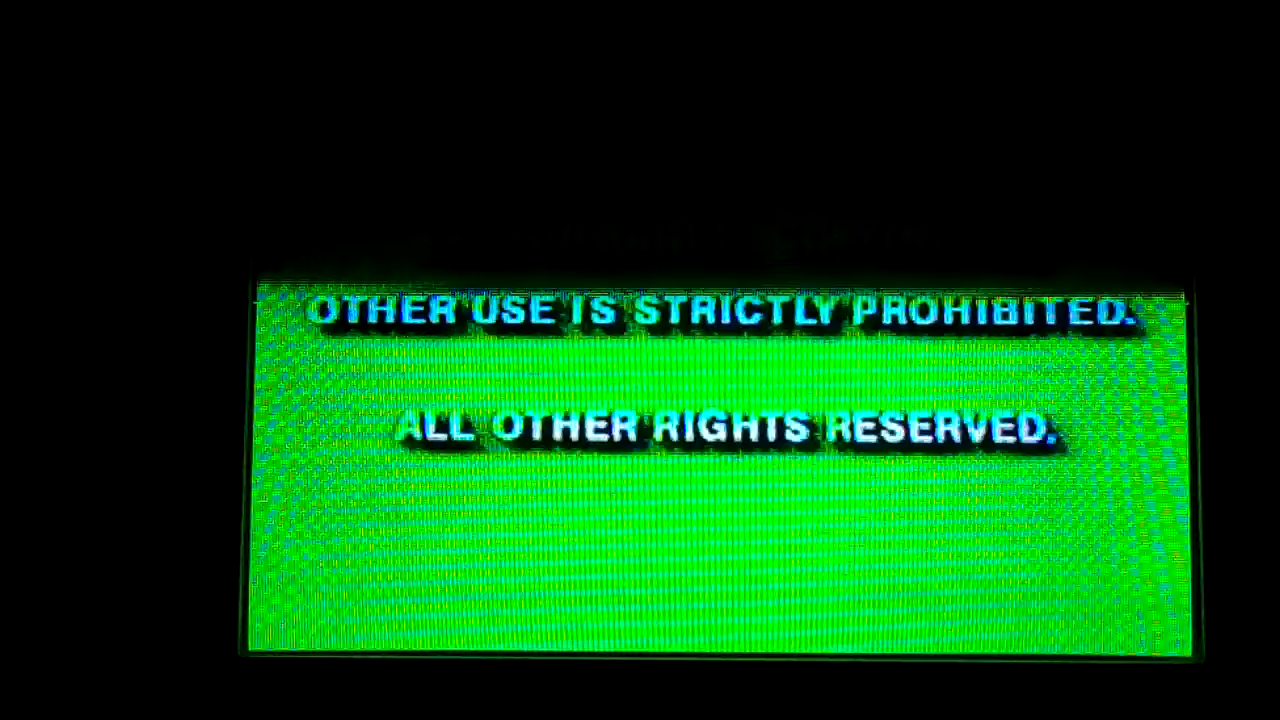 OTHER USE IS STRICTLY PROHIBITED.
ALL OTHER RIGHTS RESERVED.